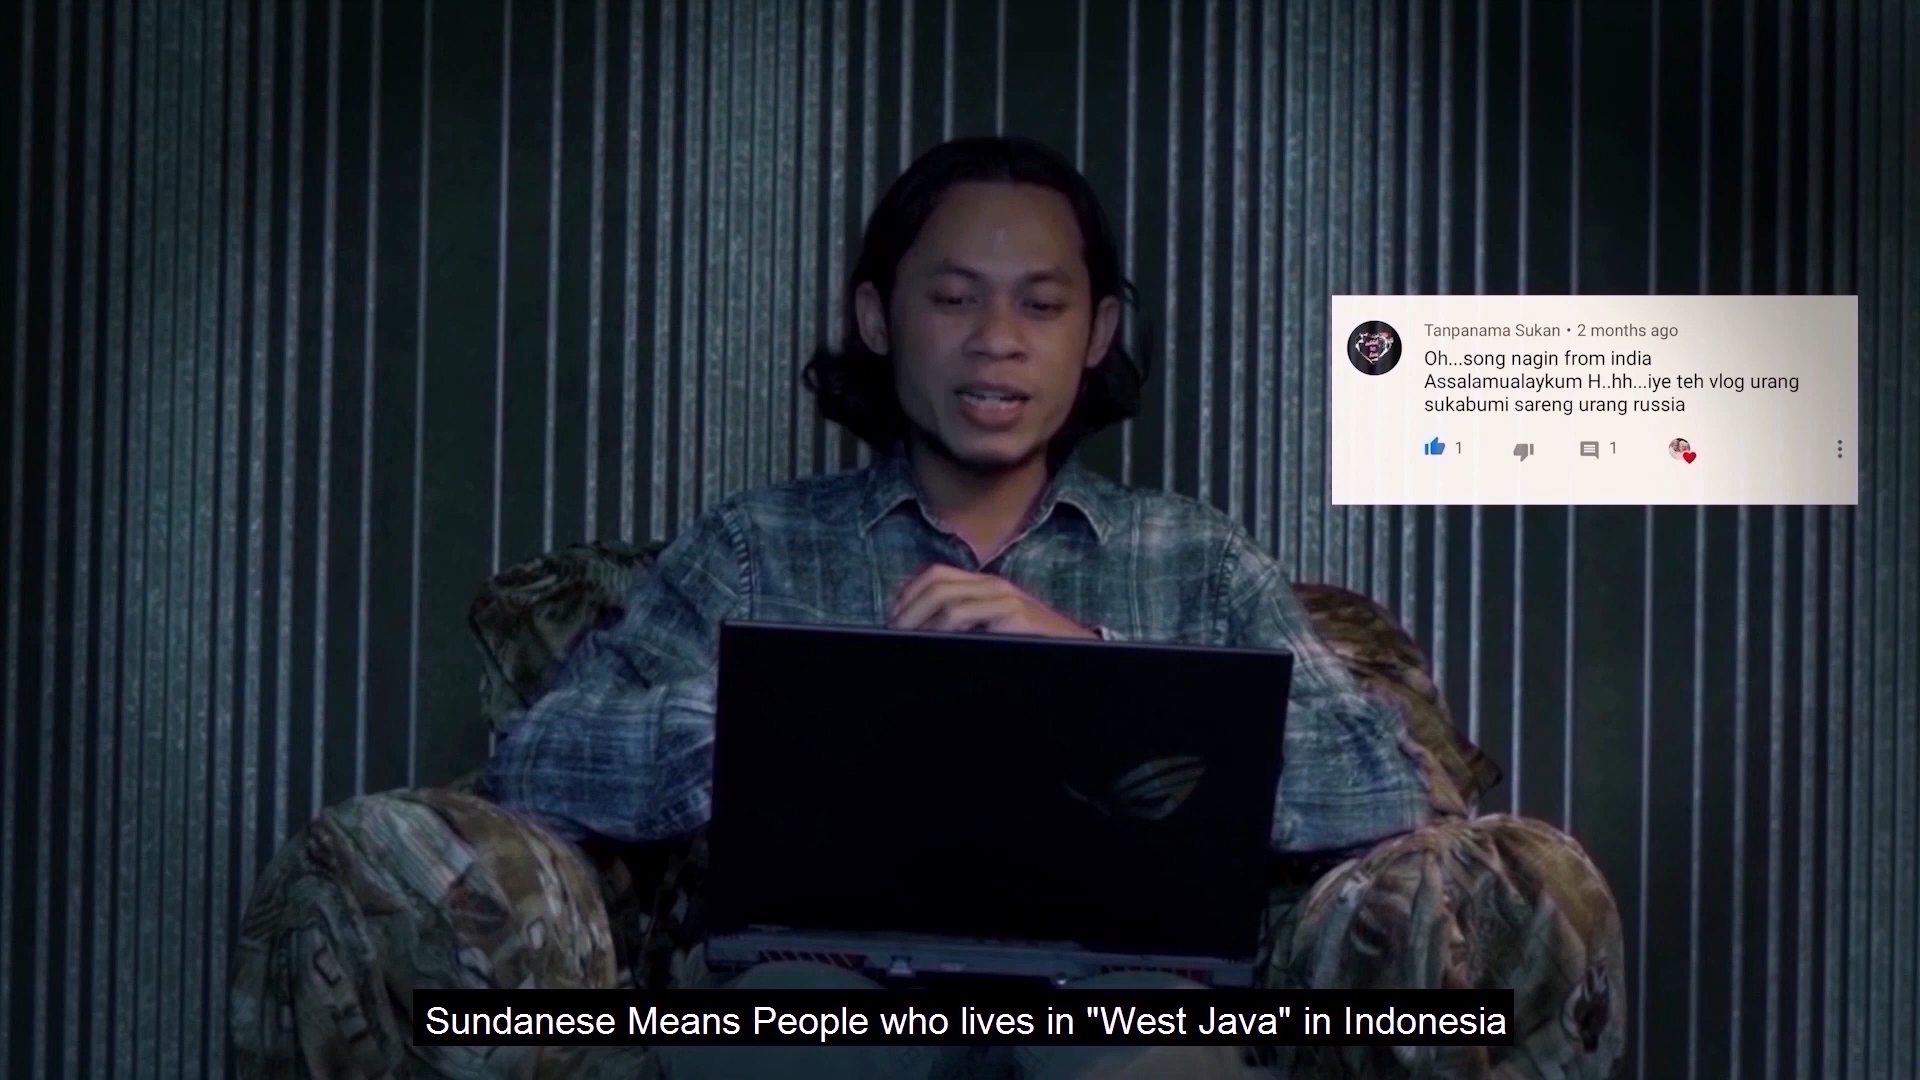 Tanpanama Sukan • 2 months ago
Oh...song nagin from india
Assalamualaykum H..hh...iye teh vlog urang
sukabumi sareng urang russia
1
1
Sundanese Means People who lives in "West Java" in Indonesia